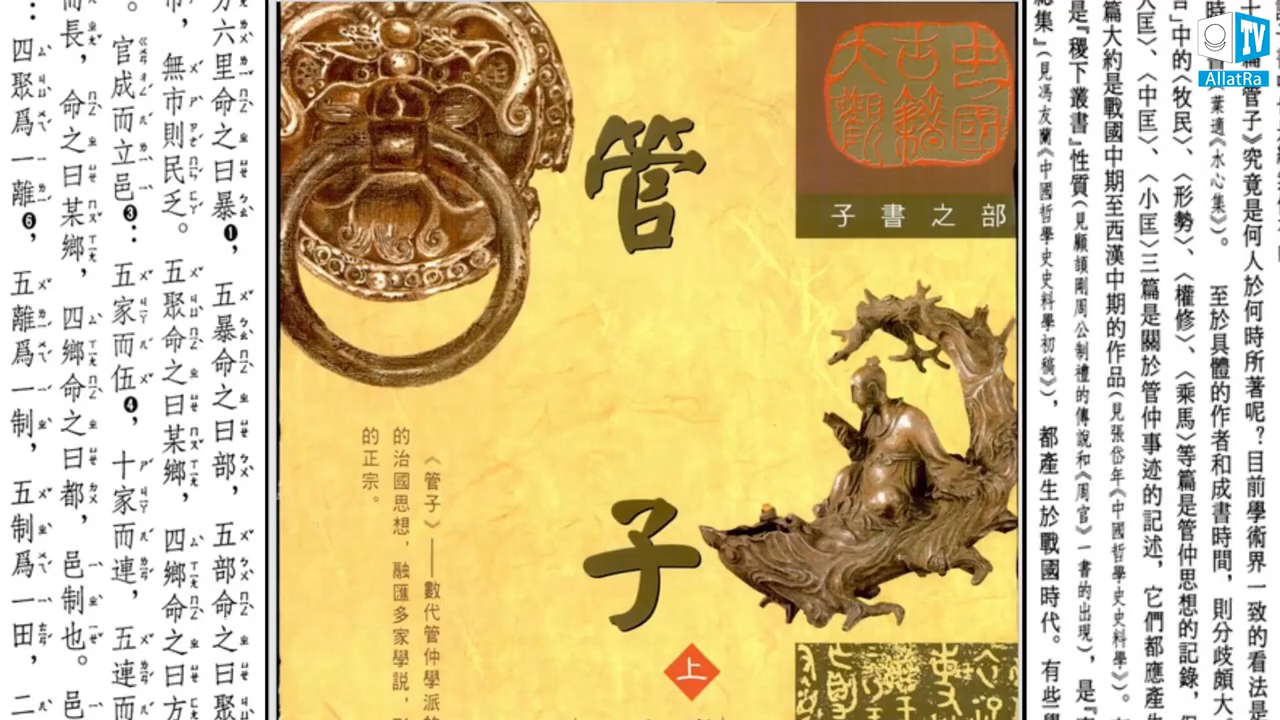 管子》究竟是何人於何時所著呢？目前學術界一致的看法是
（葉適《水心集》）。至於具體的作者和成書時間，則分歧頗大。
言」中的〈牧民〉、〈形勢〉、〈權修〉、〈乘馬〉等篇是管仲思想的記錄，
大匡〉、〈中匡〉、〈小匡〉三篇是關於管仲事迹的記述，它們都應產生
篇大約是戰國中期至西漢中期的作品（見張岱年《中國哲學史史料學》）。
是『稷下叢書』性質（見顧頡剛周公制禮的傳說和《周官》一書的出現），是
總集』（見馮友蘭《中國哲學史史料學初稿》），都產生於戰國時代。有些
TV
AllatRa
中國古籍大觀
子書之部
管子
上
《管子》——數代管仲學派的
的治國思想，融匯多家學說，
的正宗。
方六里命之曰暴❶，五暴命之曰部，五部命之曰聚
市，無市則民乏。五聚命之曰某鄉，四鄉命之曰方
。官成而立邑❸：五家而伍❹，十家而連，五連而
而長，命之曰某鄉，四鄉命之曰都，邑制也。邑
：四聚爲一離❻，五離爲一制，五制爲一田，二